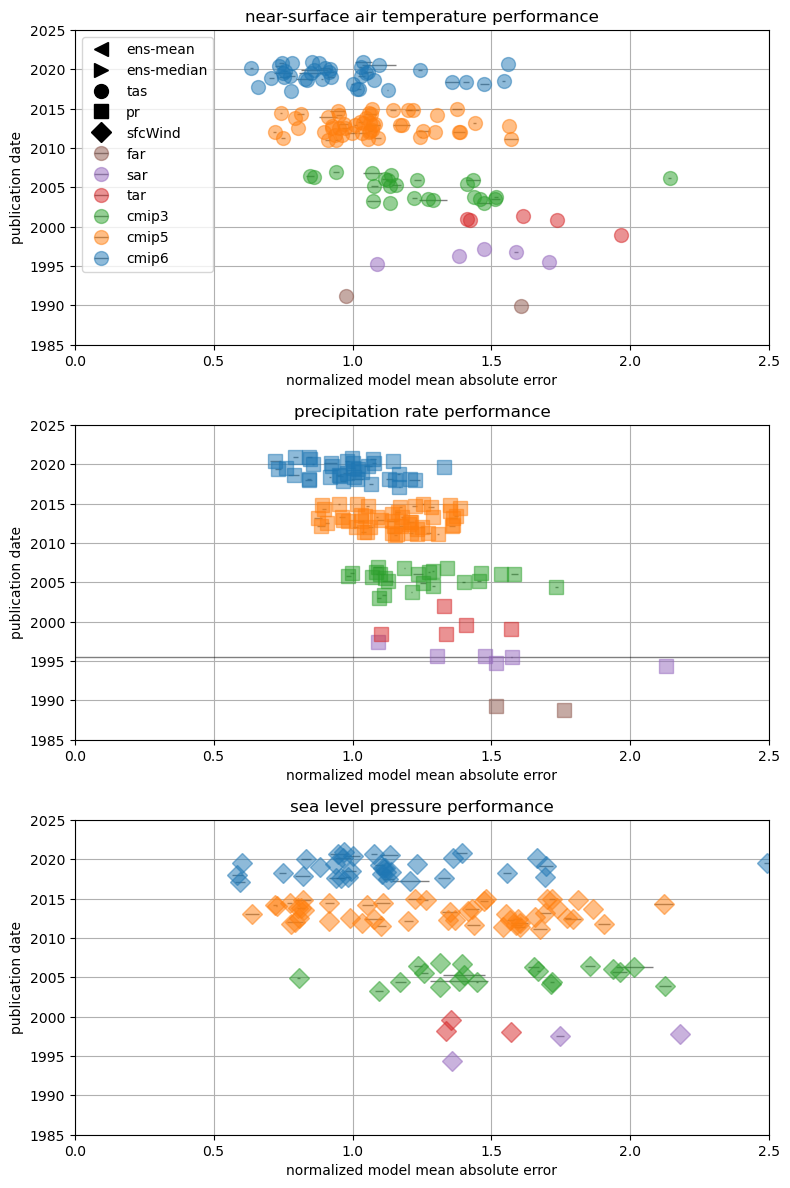 near-surface air temperature performance
2025
2020
2015
2010
2005
2000
1995
1990
1985
publication date
ens-mean
ens-median
tas
pr
sfcWind
far
sar
tar
cmip3
cmip5
cmip6
0.0 0.5 1.0 1.5 2.0 2.5
normalized model mean absolute error
precipitation rate performance
2025
2020
2015
2010
2005
2000
1995
1990
1985
publication date
0.0 0.5 1.0 1.5 2.0 2.5
normalized model mean absolute error
sea level pressure performance
2025
2020
2015
2010
2005
2000
1995
1990
1985
publication date
0.0 0.5 1.0 1.5 2.0 2.5
normalized model mean absolute error